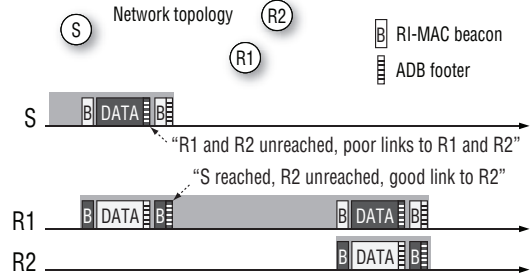 Network topology
S
R2
R1
B RI-MAC beacon
ADB footer
S
B DATA B
"R1 and R2 unreached, poor links to R1 and R2"
"S reached, R2 unreached, good link to R2"
R1
B DATA B
B DATA B
R2
B DATA B